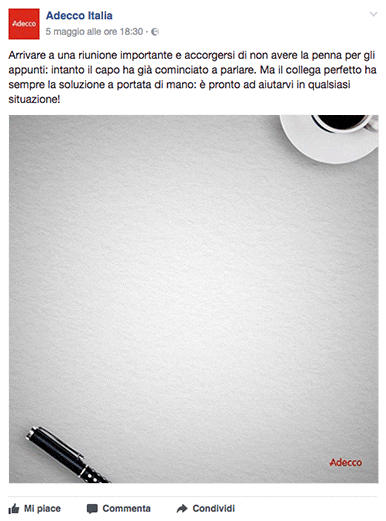 Adecco
Adecco Italia
5 maggio alle ore 18:30 ·
Arrivare a una riunione importante e accorgersi di non avere la penna per gli
appunti: intanto il capo ha già cominciato a parlare. Ma il collega perfetto ha
sempre la soluzione a portata di mano: è pronto ad aiutarvi in qualsiasi
situazione!
Adecco
Mi piace Commenta Condividi